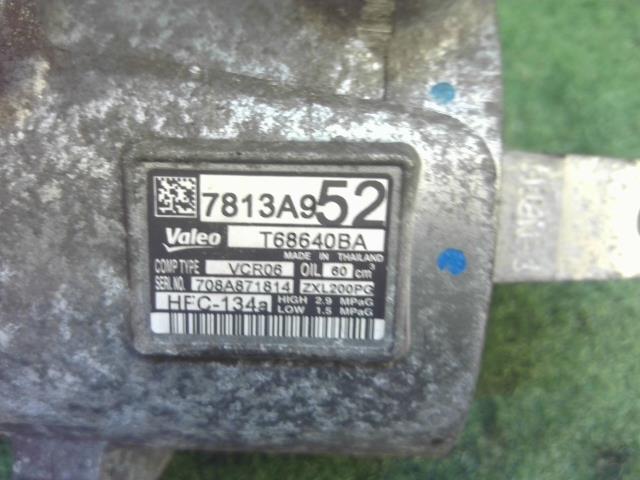 7813A952
Valeo T68640BA
MADE IN THAILAND
COMP TYPE VCR06 OIL 60 cm³
SERI. NO. 708A871814 ZXL200PG
HFC-134a HIGH 2.9 MPaG
LOW 1.5 MPaG